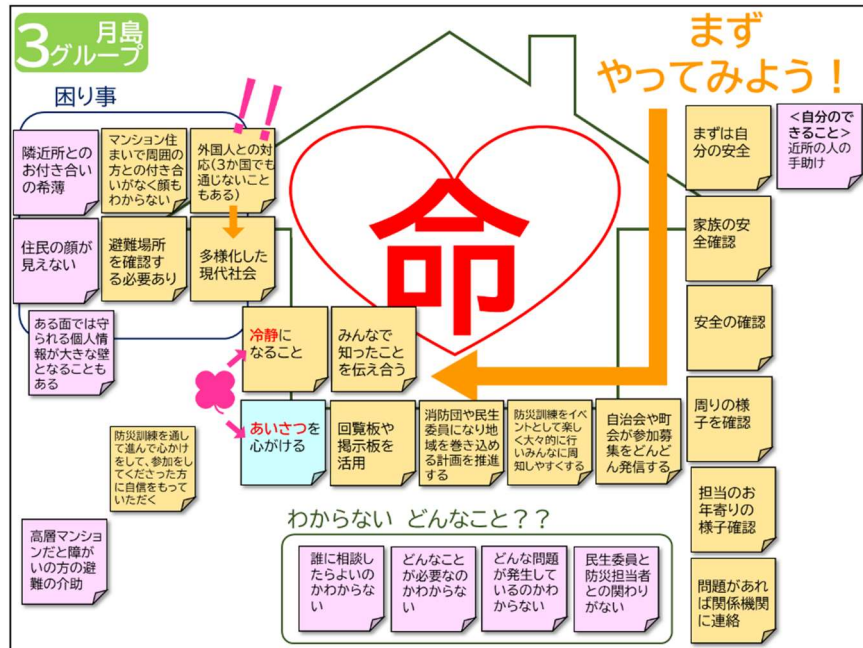 月島
3グループ
まず
やってみよう！
困り事
!!
隣近所との
お付き合い
の希薄
マンション住
まいで周囲の
方との付き合
いがなく顔も
わからない
外国人との対
応(3か国でも
通じないこと
もある)
住民の顔が
見えない
避難場所
を確認す
る必要あり
多様化した
現代社会
ある面では守
られる個人情
報が大きな壁
となることも
ある
命
まずは自
分の安全
＜自分ので
きること＞
近所の人の
手助け
家族の安
全確認
安全の確認
周りの様
子を確認
担当のお
年寄りの
様子確認
問題があれ
ば関係機関
に連絡
冷静に
なること
みんなで
知ったこと
を伝え合う
あいさつを
心がける
回覧板や
掲示板を
活用
消防団や民生
委員になり地
域を巻き込め
る計画を推進
する
防災訓練をイベ
ントとして楽し
く大々的に行
いみんなに周
知しやすくする
自治会や町
会が参加募
集をどんど
ん発信する
防災訓練を通し
て進んで心かけ
をして、参加をし
てくださった方
に自信をもって
いただく
高層マンショ
ンだと障が
いの方の避
難の介助
わからない どんなこと？？
誰に相談し
たらよいの
かわからな
い
どんなこと
が必要なの
かわからな
い
どんな問題
が発生して
いるのかわ
からない
民生委員と
防災担当者
との関わり
がない